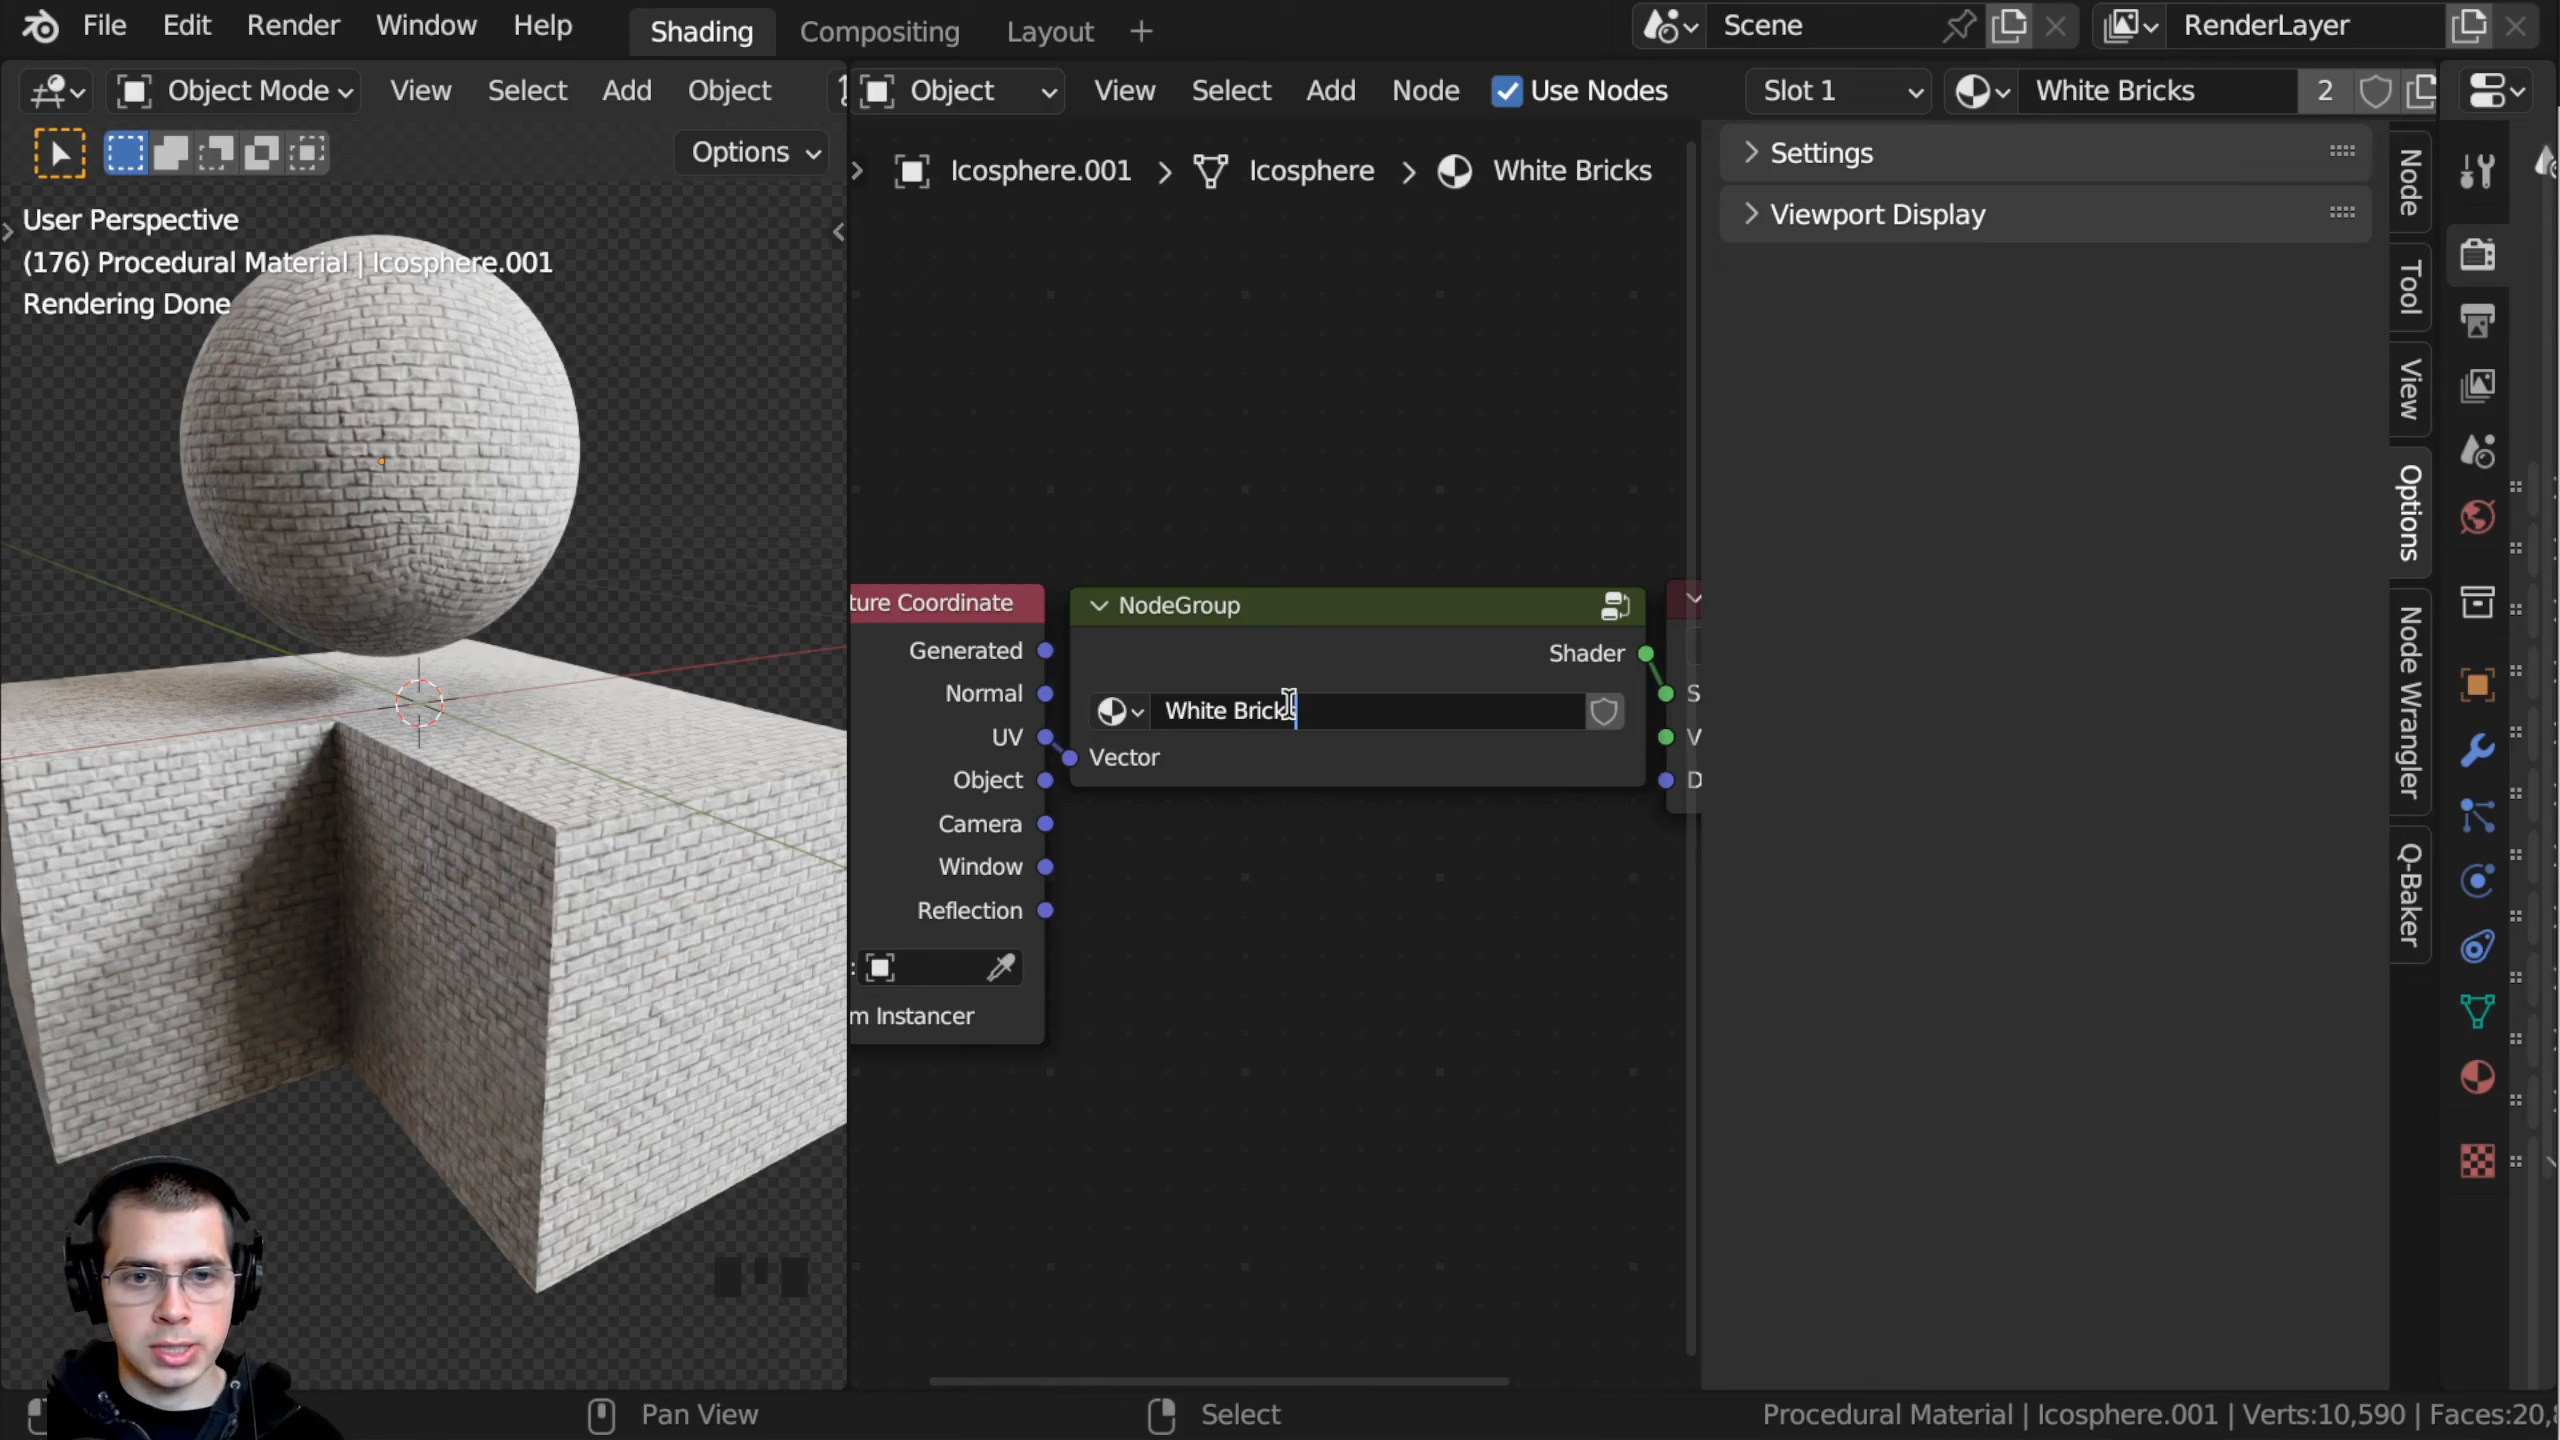 File Edit Render Window Help Shading Compositing Layout + Scene RenderLayer
Object Mode View Select Add Object Object View Select Add Node Use Nodes Slot 1 White Bricks 2
Options
Icosphere.001 > Icosphere > White Bricks
Settings
Viewport Display
User Perspective
(176) Procedural Material | Icosphere.001
Rendering Done
Node
Tool
View
Options
Node Wrangler
Q-Baker
ture Coordinate
Generated
Normal
UV
Object
Camera
Window
Reflection
m Instancer
NodeGroup
Shader
White Brick
Vector
S
V
D
Pan View
Select
Procedural Material | Icosphere.001 | Verts:10,590 | Faces:20,